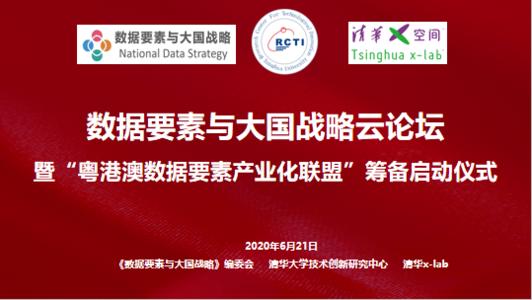 数据要素与大国战略
National Data Strategy
RCTI
清华 X 空间
Tsinghua x-lab
数据要素与大国战略云论坛
暨“粤港澳数据要素产业化联盟”筹备启动仪式
2020年6月21日
《数据要素与大国战略》编委会 清华大学技术创新研究中心 清华x-lab